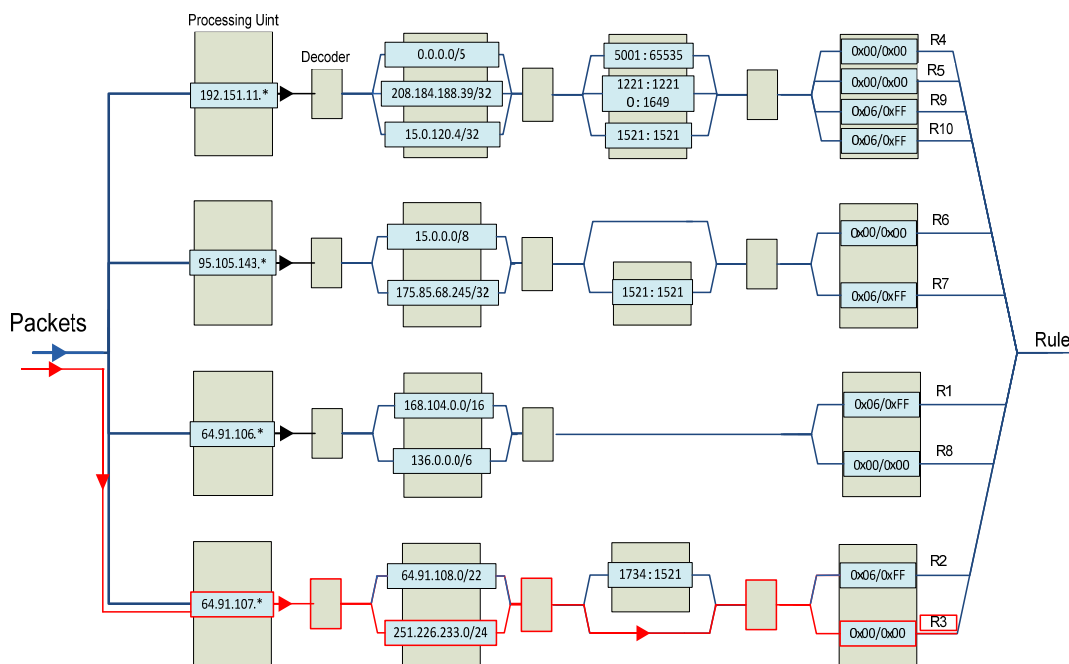 Processing Uint
Decoder
192.151.11.*
0.0.0.0/5
208.184.188.39/32
15.0.120.4/32
5001:65535
1221:1221
0:1649
1521:1521
0x00/0x00
0x00/0x00
0x06/0xFF
0x06/0xFF
R4
R5
R9
R10
95.105.143.*
15.0.0.0/8
175.85.68.245/32
1521:1521
0x00/0x00
0x06/0xFF
R6
R7
Packets
Rule
64.91.106.*
168.104.0.0/16
136.0.0.0/6
0x06/0xFF
0x00/0x00
R1
R8
64.91.107.*
64.91.108.0/22
251.226.233.0/24
1734:1521
0x06/0xFF
0x00/0x00
R2
R3